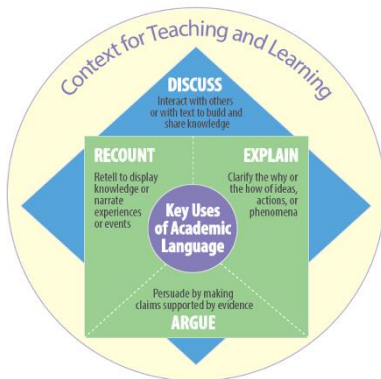 Context for Teaching and Learning
DISCUSS
Interact with others
or with text to build and
share knowledge
RECOUNT
Retell to display
knowledge or
narrate
experiences
or events
EXPLAIN
Clarify the why or
the how of ideas,
actions, or
phenomena
Key Uses
of Academic
Language
Persuade by making
claims supported by evidence
ARGUE